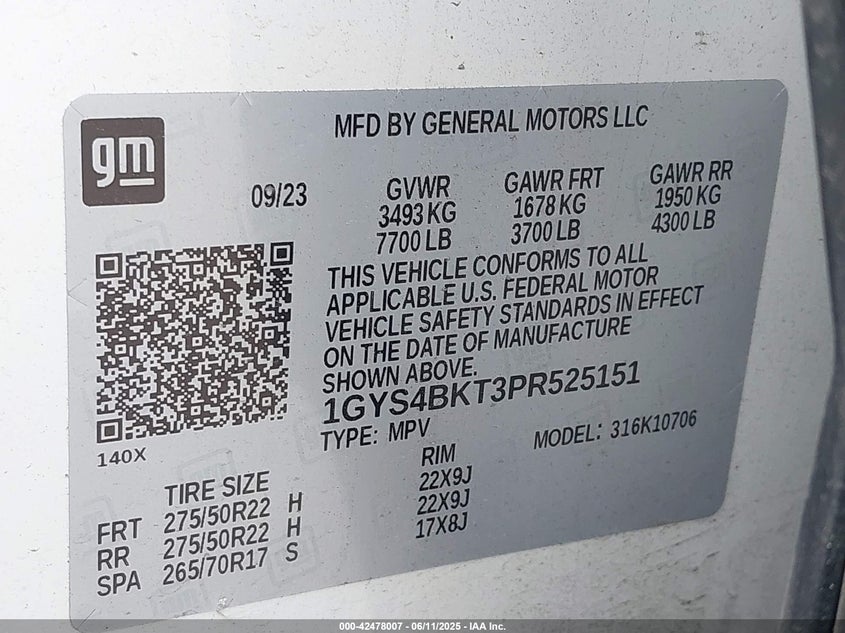 gm
MFD BY GENERAL MOTORS LLC
09/23
GVWR
3493 KG
7700 LB
GAWR FRT
1678 KG
3700 LB
GAWR RR
1950 KG
4300 LB
THIS VEHICLE CONFORMS TO ALL
APPLICABLE U.S. FEDERAL MOTOR
VEHICLE SAFETY STANDARDS IN EFFECT
ON THE DATE OF MANUFACTURE
SHOWN ABOVE.
1GYS4BKT3PR525151
TYPE: MPV MODEL: 316K10706
140X
TIRE SIZE RIM
FRT 275/50R22 H 22X9J
RR 275/50R22 H 22X9J
SPA 265/70R17 S 17X8J
000-42478007 - 06/11/2025 - IAA Inc.